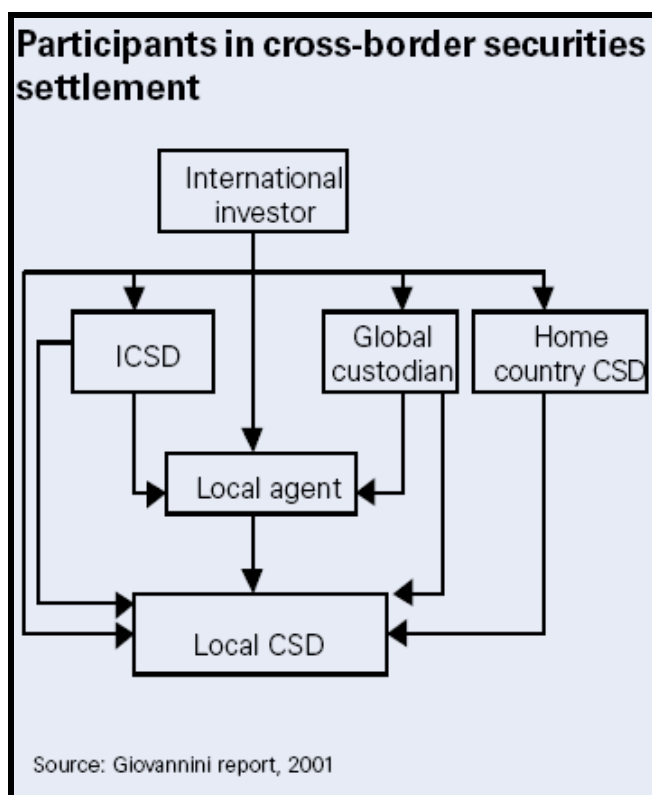 Participants in cross-border securities
settlement
International
investor
ICSD
Global
custodian
Home
country CSD
Local agent
Local CSD
Source: Giovannini report, 2001